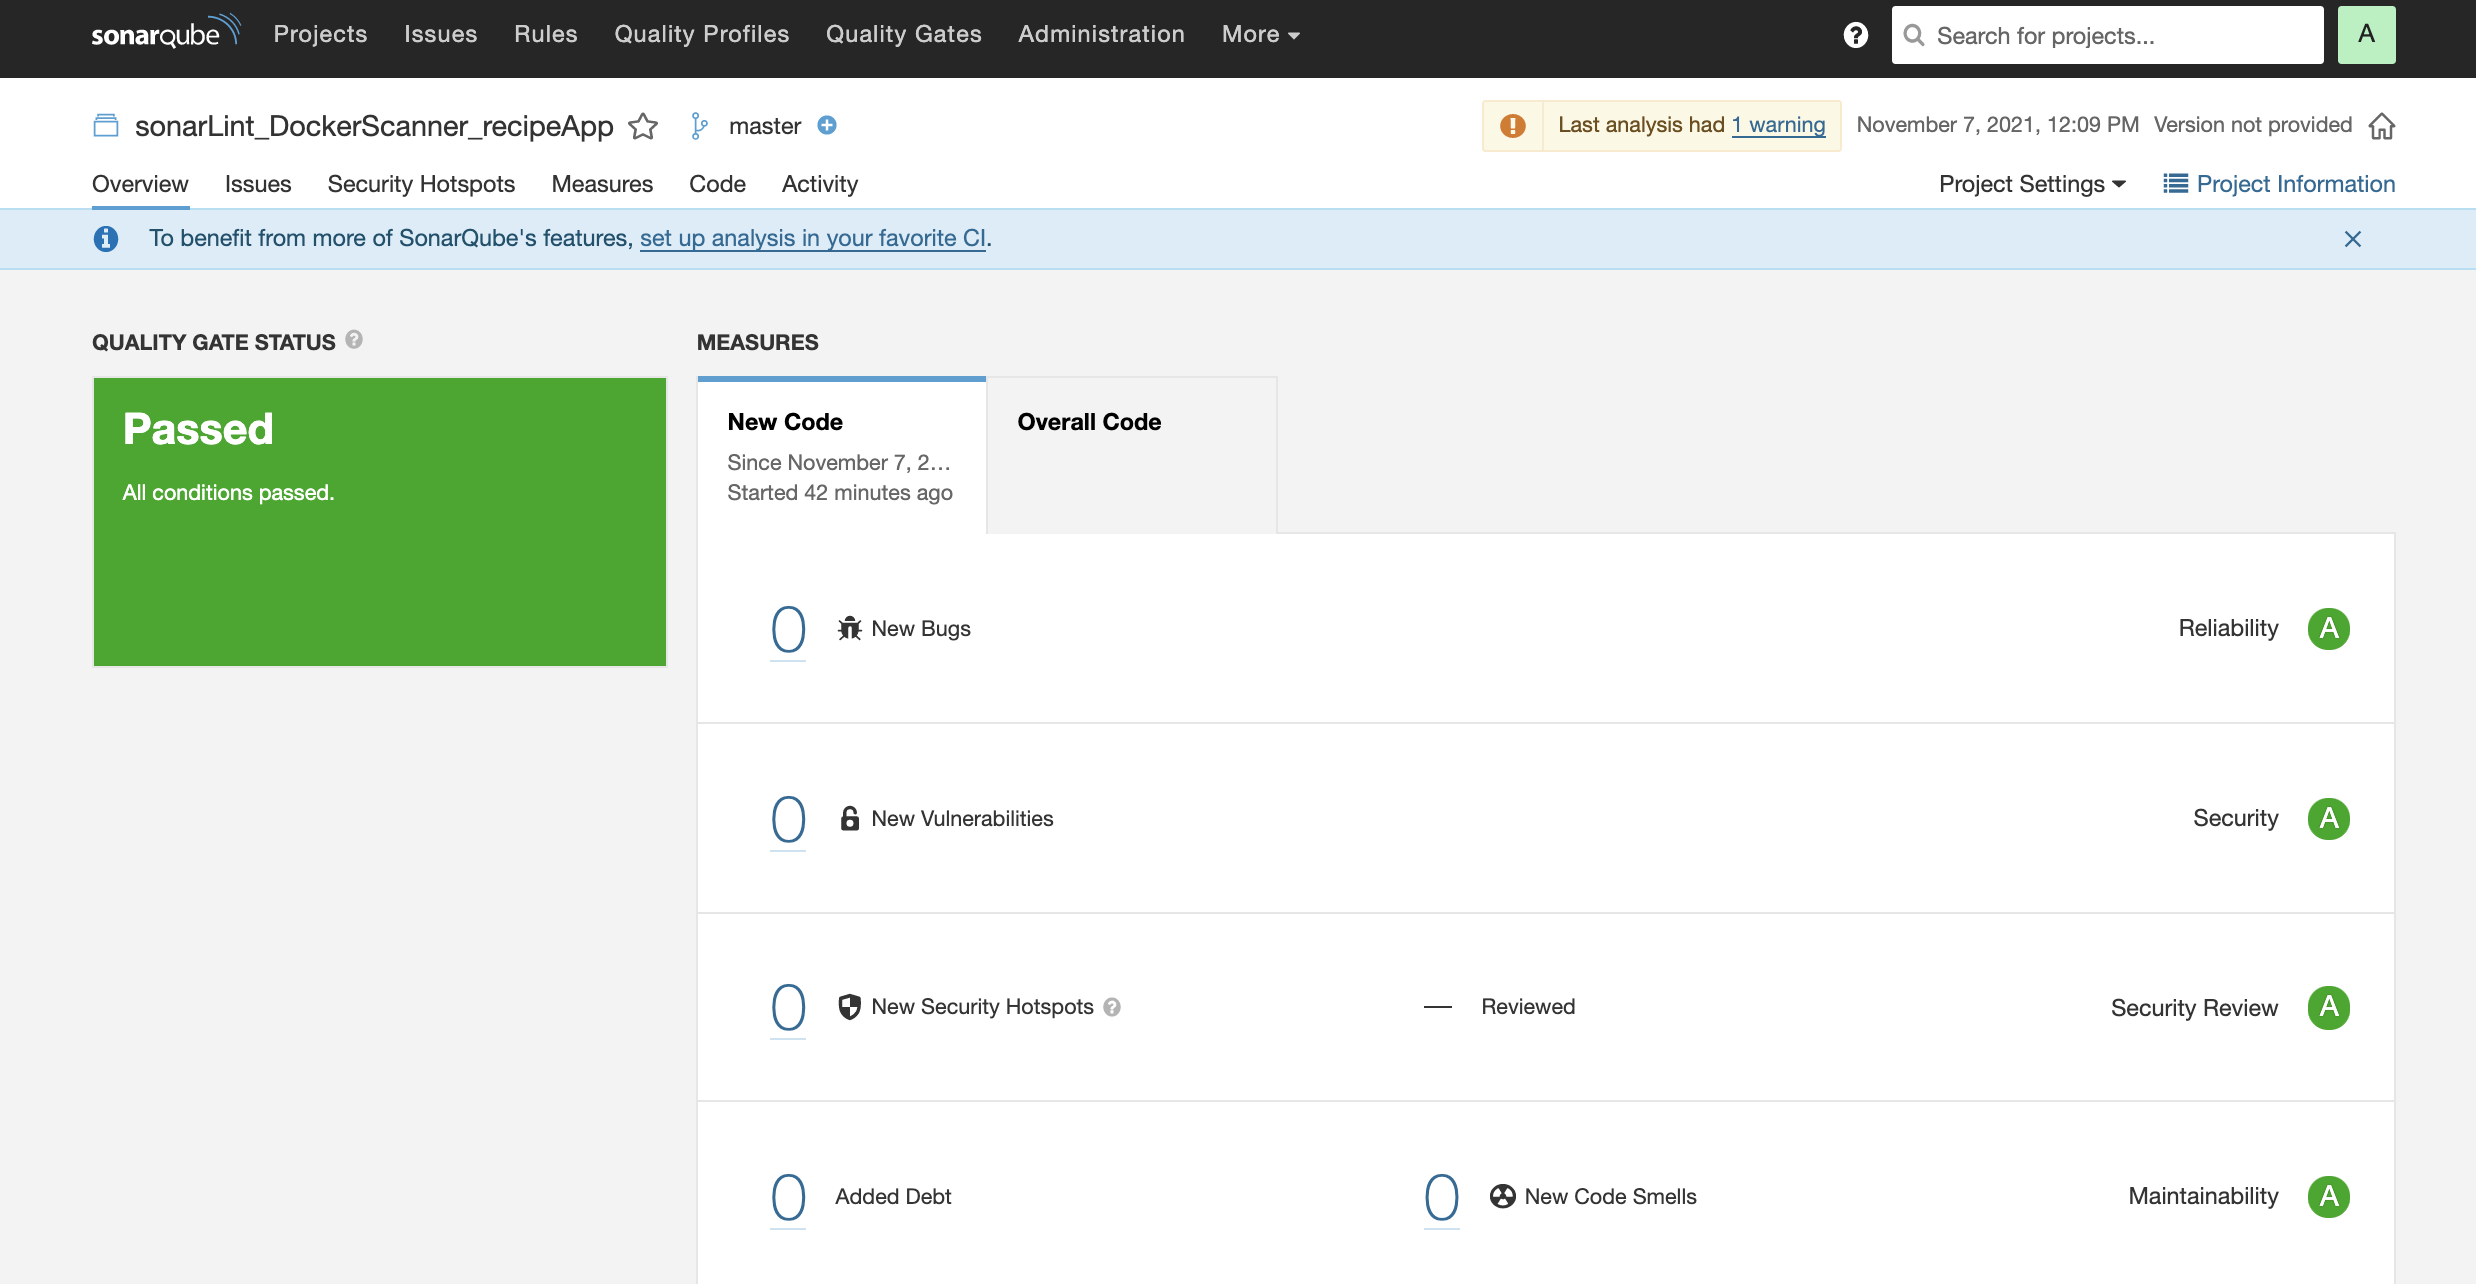 sonarqube Projects Issues Rules Quality Profiles Quality Gates Administration More ? Search for projects... A
sonarLint_DockerScanner_recipeApp master Last analysis had 1 warning November 7, 2021, 12:09 PM Version not provided
Overview Issues Security Hotspots Measures Code Activity Project Settings Project Information
To benefit from more of SonarQube's features, set up analysis in your favorite CI.
QUALITY GATE STATUS ?
MEASURES
Passed
All conditions passed.
New Code
Since November 7, 2...
Started 42 minutes ago
Overall Code
0 New Bugs Reliability A
0 New Vulnerabilities Security A
0 New Security Hotspots ? — Reviewed Security Review A
0 Added Debt 0 New Code Smells Maintainability A